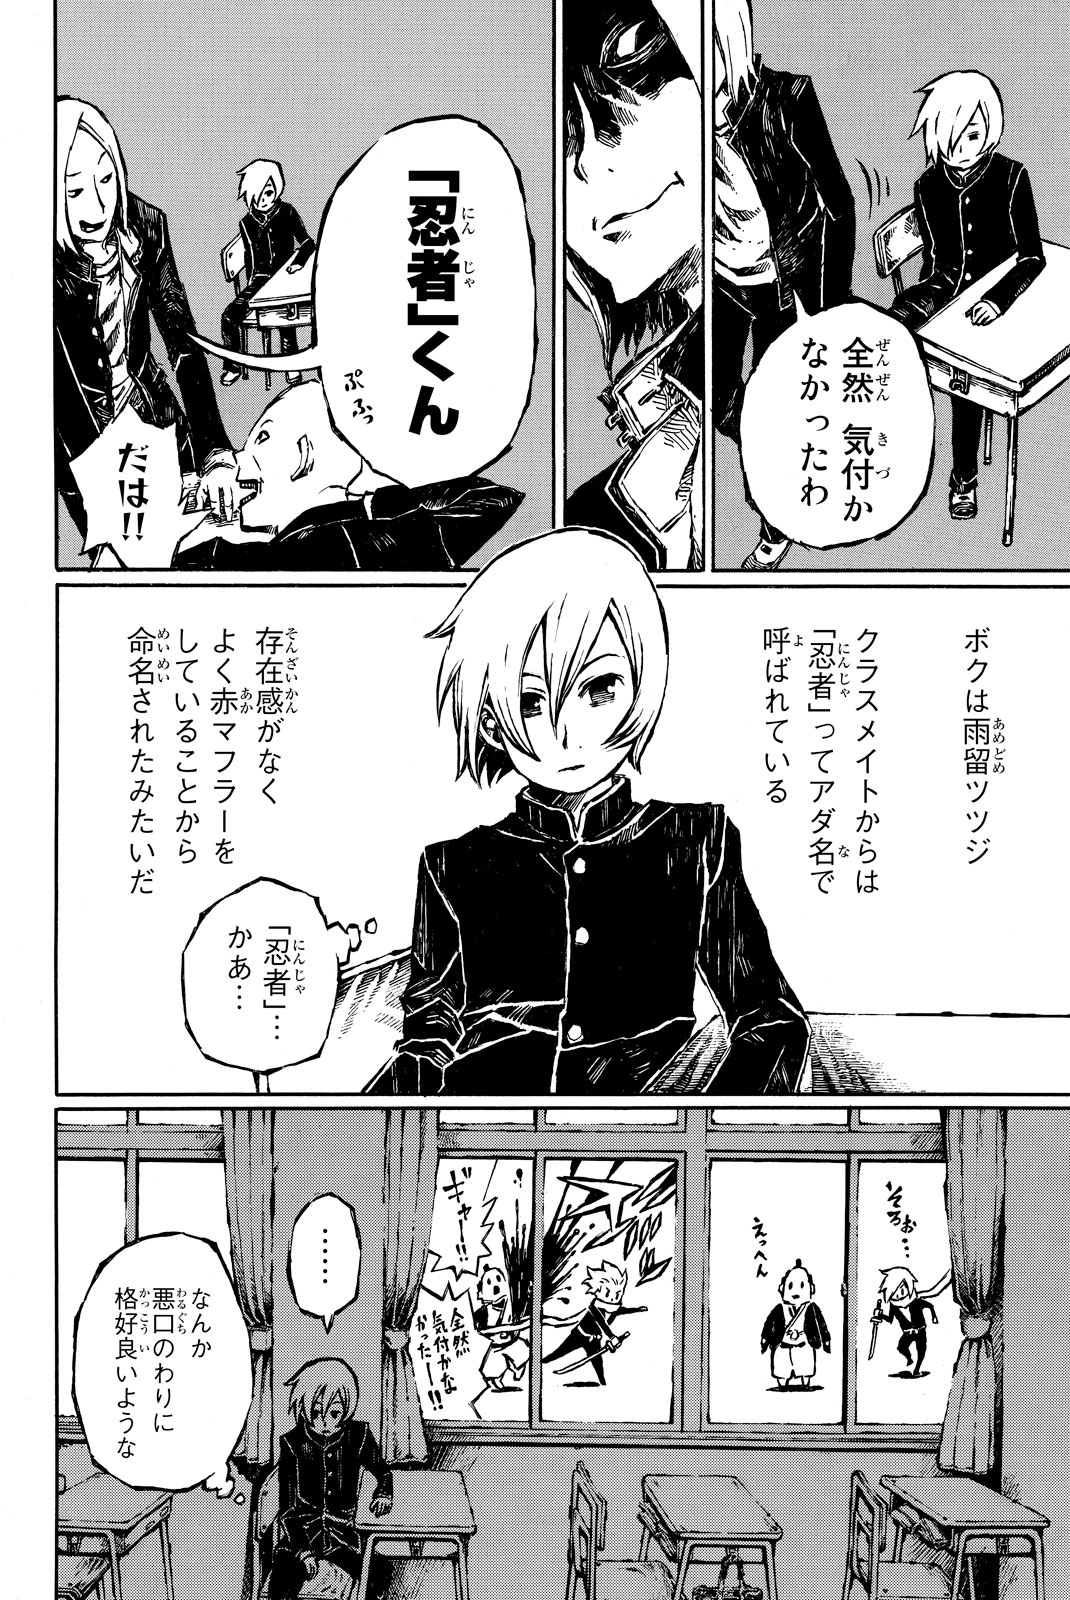 全然気付か
なかったわ
「忍者」くん
ぷぷっ
だは!!
ボクは雨留ツツジ
クラスメイトからは
「忍者」ってアダ名で
呼ばれている
存在感がなく
よく赤マフラーを
していることから
命名されたみたいだ
「忍者」…
かあ…
そろお…
えっへん
ギャー!!
全然
気付かな
かったー!!
……
なんか
悪口のわりに
格好良いような